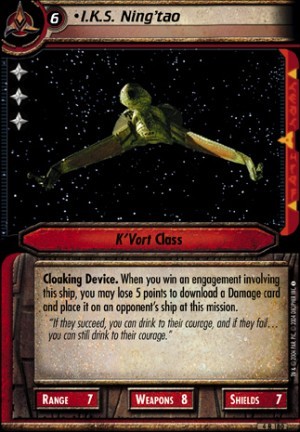 6
•I.K.S. Ning'tao
K'Vort Class
Cloaking Device. When you win an engagement involving
this ship, you may lose 5 points to download a Damage card
and place it on an opponent's ship at this mission.
"If they succeed, you can drink to their courage, and if they fail...
you can still drink to their courage."
RANGE 7
WEAPONS 8
SHIELDS 7